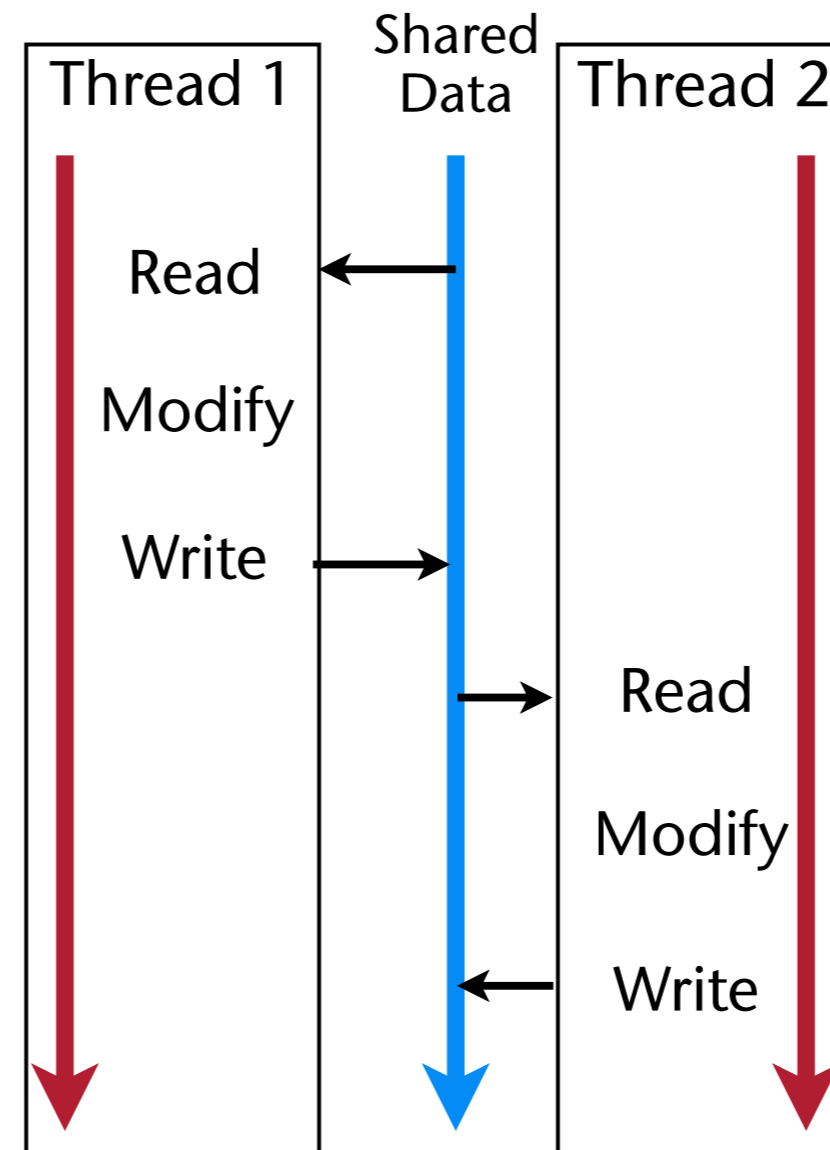 Thread 1
Shared
Data
Thread 2
Read
Modify
Write
Read
Modify
Write